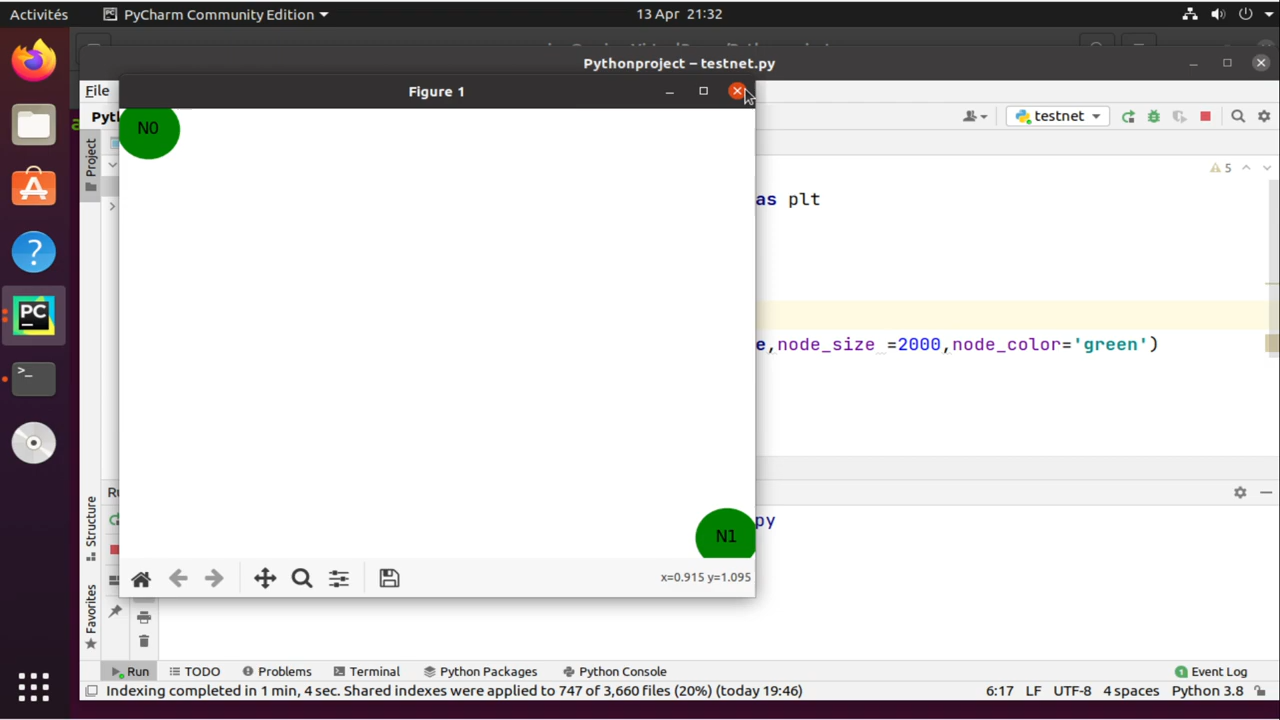 Activités PyCharm Community Edition 13 Apr 21:32
Pythonproject – testnet.py
File
Figure 1
N0
testnet
Project
5
as plt
e,node_size =2000,node_color='green')
N1
py
x=0.915 y=1.095
Structure
Favorites
Run TODO Problems Terminal Python Packages Python Console 1 Event Log
Indexing completed in 1 min, 4 sec. Shared indexes were applied to 747 of 3,660 files (20%) (today 19:46) 6:17 LF UTF-8 4 spaces Python 3.8